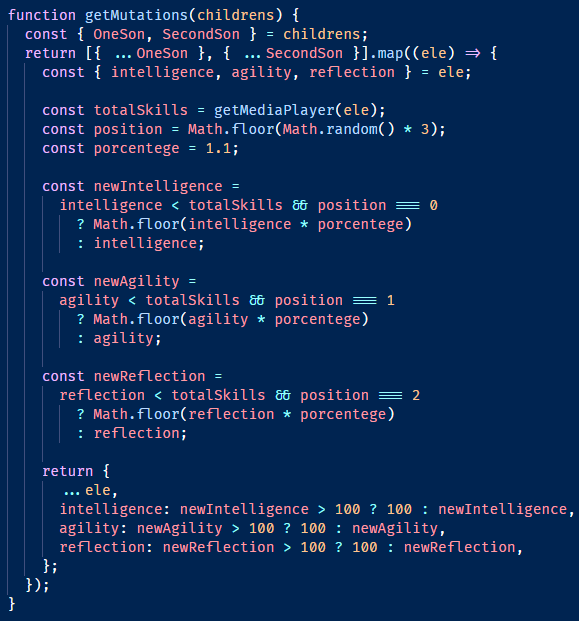 function getMutations(childrens) {
  const { OneSon, SecondSon } = childrens;
  return [{ ...OneSon }, { ...SecondSon }].map((ele) => {
    const { intelligence, agility, reflection } = ele;

    const totalSkills = getMediaPlayer(ele);
    const position = Math.floor(Math.random() * 3);
    const porcentege = 1.1;

    const newIntelligence =
      intelligence < totalSkills && position === 0
        ? Math.floor(intelligence * porcentege)
        : intelligence;

    const newAgility =
      agility < totalSkills && position === 1
        ? Math.floor(agility * porcentege)
        : agility;

    const newReflection =
      reflection < totalSkills && position === 2
        ? Math.floor(reflection * porcentege)
        : reflection;

    return {
      ...ele,
      intelligence: newIntelligence > 100 ? 100 : newIntelligence,
      agility: newAgility > 100 ? 100 : newAgility,
      reflection: newReflection > 100 ? 100 : newReflection,
    };
  });
}